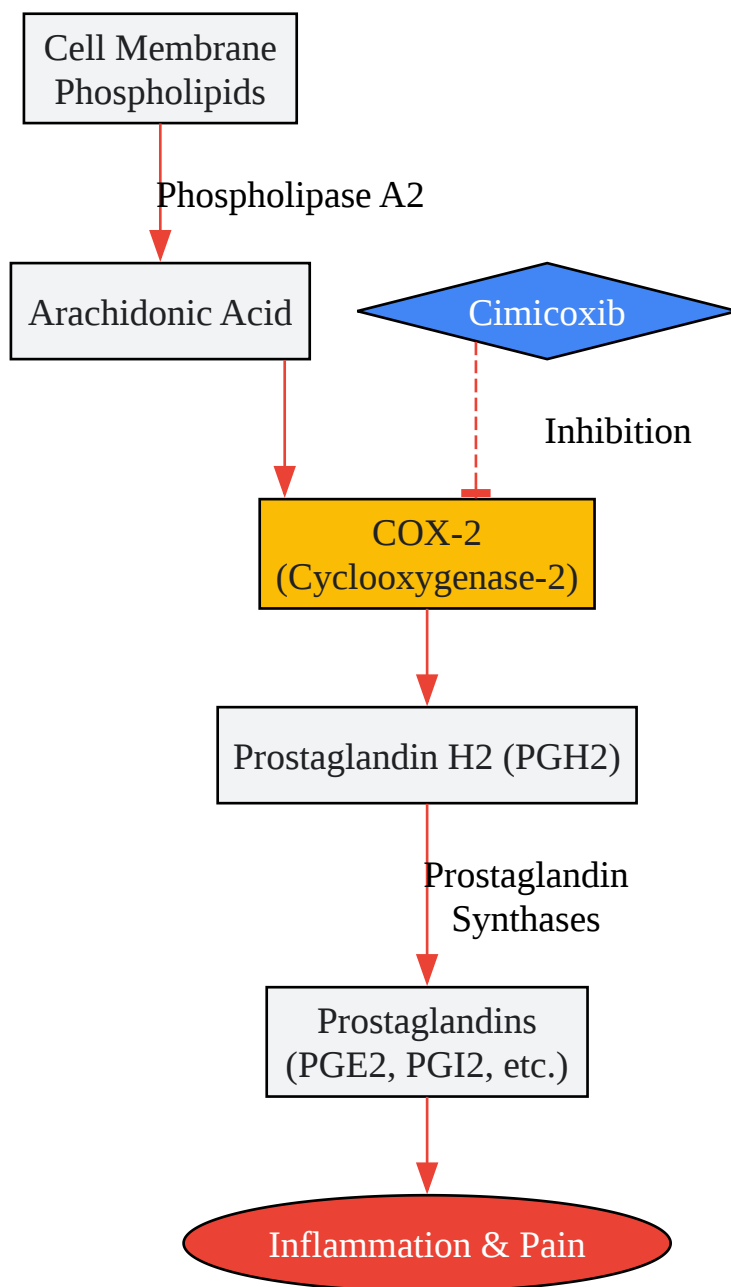 Cell Membrane
Phospholipids
Phospholipase A2
Arachidonic Acid
Cimicoxib
Inhibition
COX-2
(Cyclooxygenase-2)
Prostaglandin H2 (PGH2)
Prostaglandin
Synthases
Prostaglandins
(PGE2, PGI2, etc.)
Inflammation & Pain